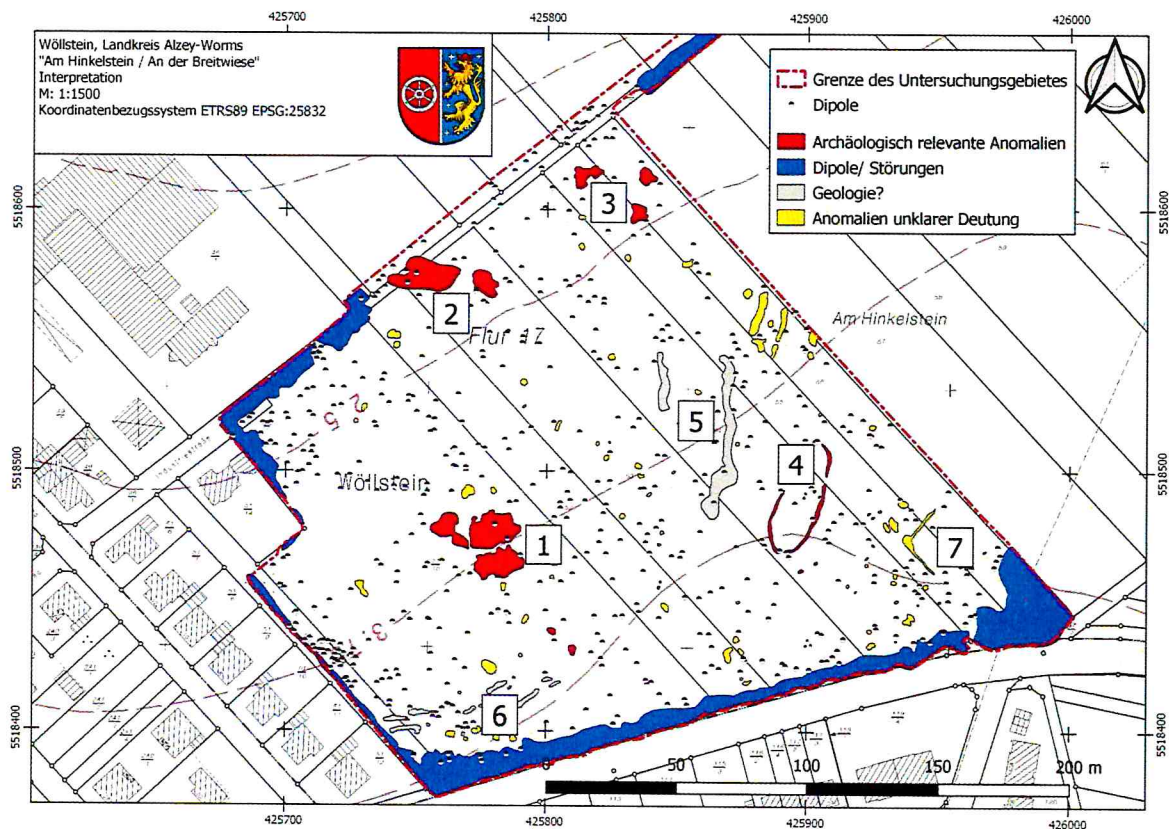 425700
425800
425900
426000
Wöllstein, Landkreis Alzey-Worms
"Am Hinkelstein / An der Breitwiese"
Interpretation
M: 1:1500
Koordinatenbezugssystem ETRS89 EPSG:25832
Grenze des Untersuchungsgebietes
Dipole
Archäologisch relevante Anomalien
Dipole/ Störungen
Geologie?
Anomalien unklarer Deutung
5518600
5518600
3
2
Flur 17
Am Hinkelstein
5
4
5518500
5518500
Wöllstein
1
7
6
5518400
5518400
0
50
100
150
200 m
425700
425800
425900
426000